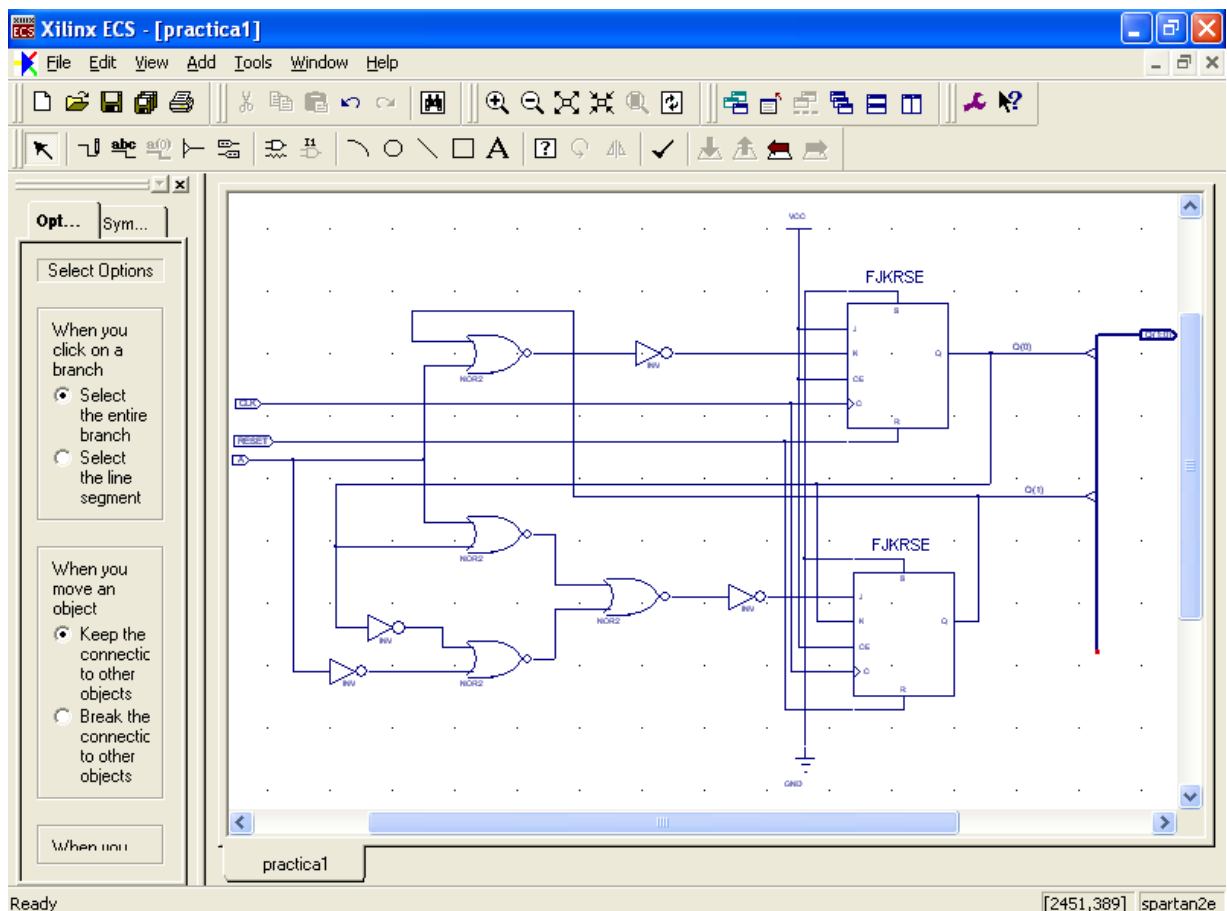 Xilinx ECS - [practica1]
File Edit View Add Tools Window Help
Opt... Sym...
Select Options
When you
click on a
branch
Select
the entire
branch
Select
the line
segment
When you
move an
object
Keep the
connectic
to other
objects
Break the
connectic
to other
objects
When you
VCC
FJKRSE
S
J
K
CE
C
Q
R
NOR2
INV
Q(0)
CLK
RESET
A
Q(1)
NOR2
FJKRSE
S
J
K
CE
C
Q
R
NOR2
INV
INV
INV
NOR2
GND
practica1
Ready [2451,389] spartan2e